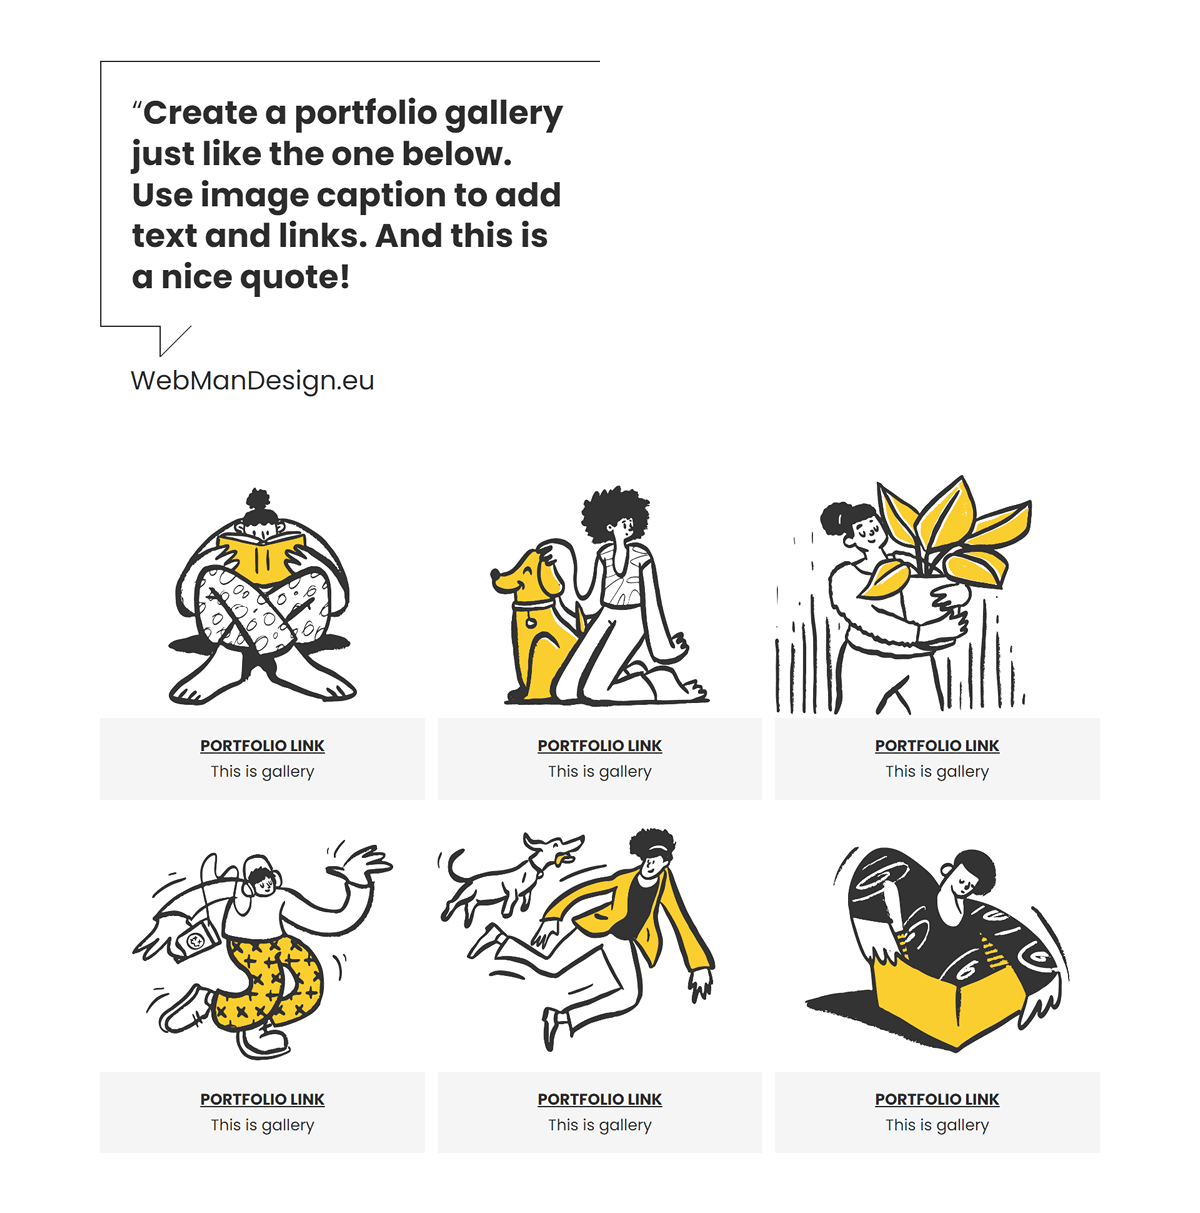 “Create a portfolio gallery
just like the one below.
Use image caption to add
text and links. And this is
a nice quote!
WebManDesign.eu
PORTFOLIO LINK
This is gallery
PORTFOLIO LINK
This is gallery
PORTFOLIO LINK
This is gallery
PORTFOLIO LINK
This is gallery
PORTFOLIO LINK
This is gallery
PORTFOLIO LINK
This is gallery